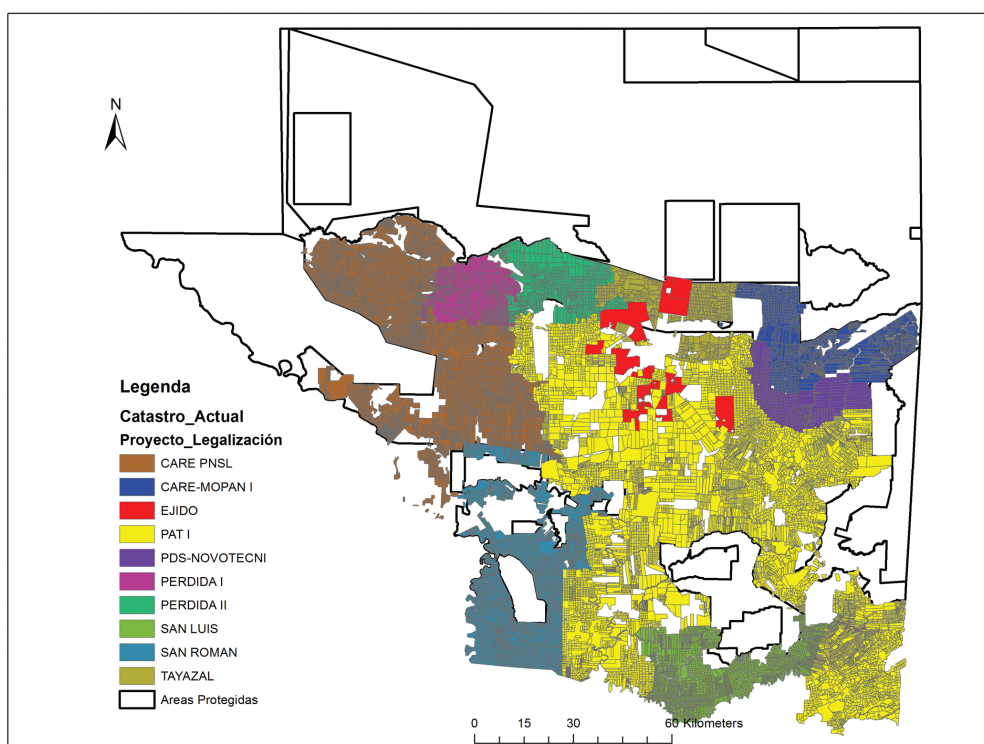 N
Legenda
Catastro_Actual
Proyecto_Legalización
CARE PNSL
CARE-MOPAN I
EJIDO
PAT I
PDS-NOVOTECNI
PERDIDA I
PERDIDA II
SAN LUIS
SAN ROMAN
TAYAZAL
Areas Protegidas
0 15 30 60 Kilometers